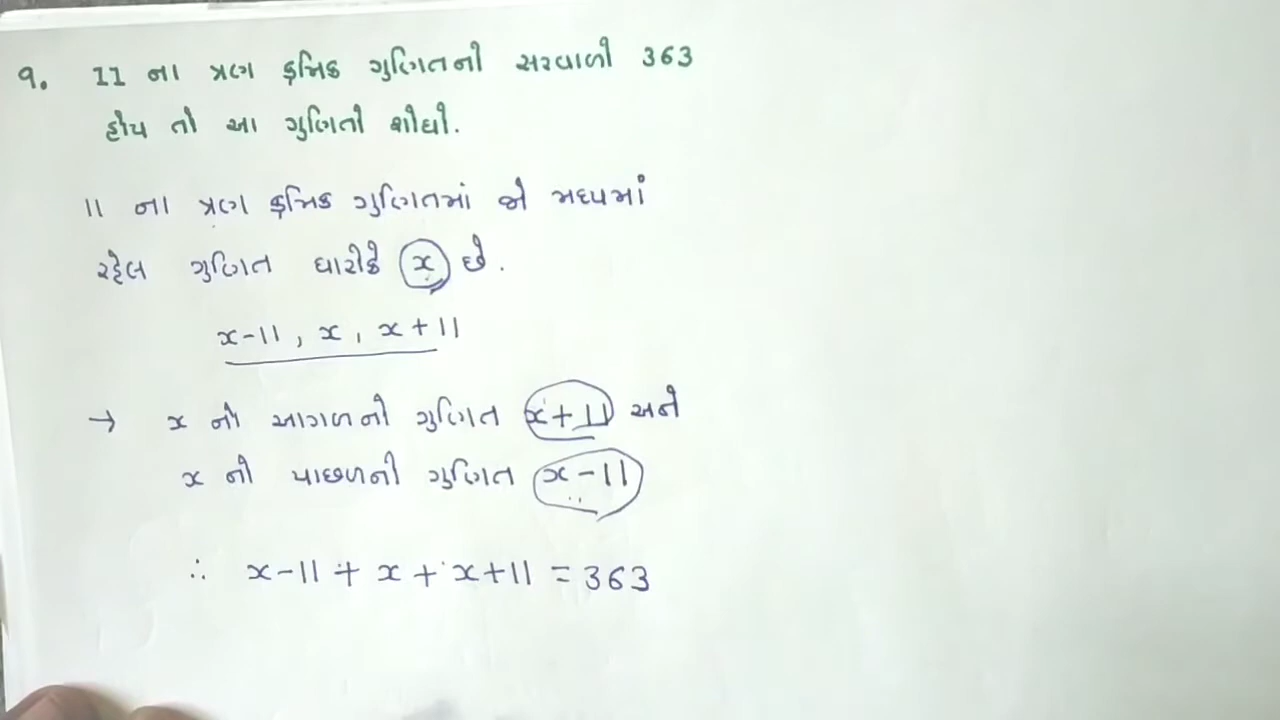 ૧. 11 ના ત્રણ ક્રમિક ગુણિતનો સરવાળો 363
હોય તો આ ગુણિતો શોધો.
11 ના ત્રણ ક્રમિક ગુણિતમાં જો મધ્યમાં
રહેલ ગુણિત ધારોકે x છે.
x-11, x, x+11
→ x નો આગળનો ગુણિત x+11 અને
x નો પાછળનો ગુણિત x-11
∴ x-11+x+x+11=363